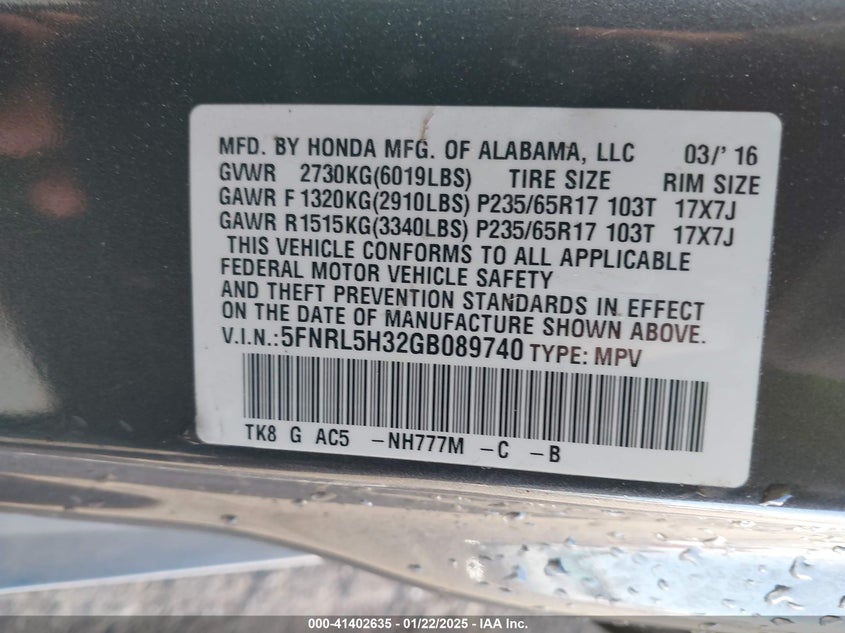 MFD. BY HONDA MFG. OF ALABAMA, LLC 03/' 16
GVWR 2730KG(6019LBS) TIRE SIZE RIM SIZE
GAWR F 1320KG(2910LBS) P235/65R17 103T 17X7J
GAWR R1515KG(3340LBS) P235/65R17 103T 17X7J
THIS VEHICLE CONFORMS TO ALL APPLICABLE
FEDERAL MOTOR VEHICLE SAFETY
AND THEFT PREVENTION STANDARDS IN EFFECT
ON THE DATE OF MANUFACTURE SHOWN ABOVE.
V.I.N.:5FNRL5H32GB089740 TYPE: MPV
TK8 G AC5 -NH777M -C -B
000-41402635 - 01/22/2025 - IAA Inc.